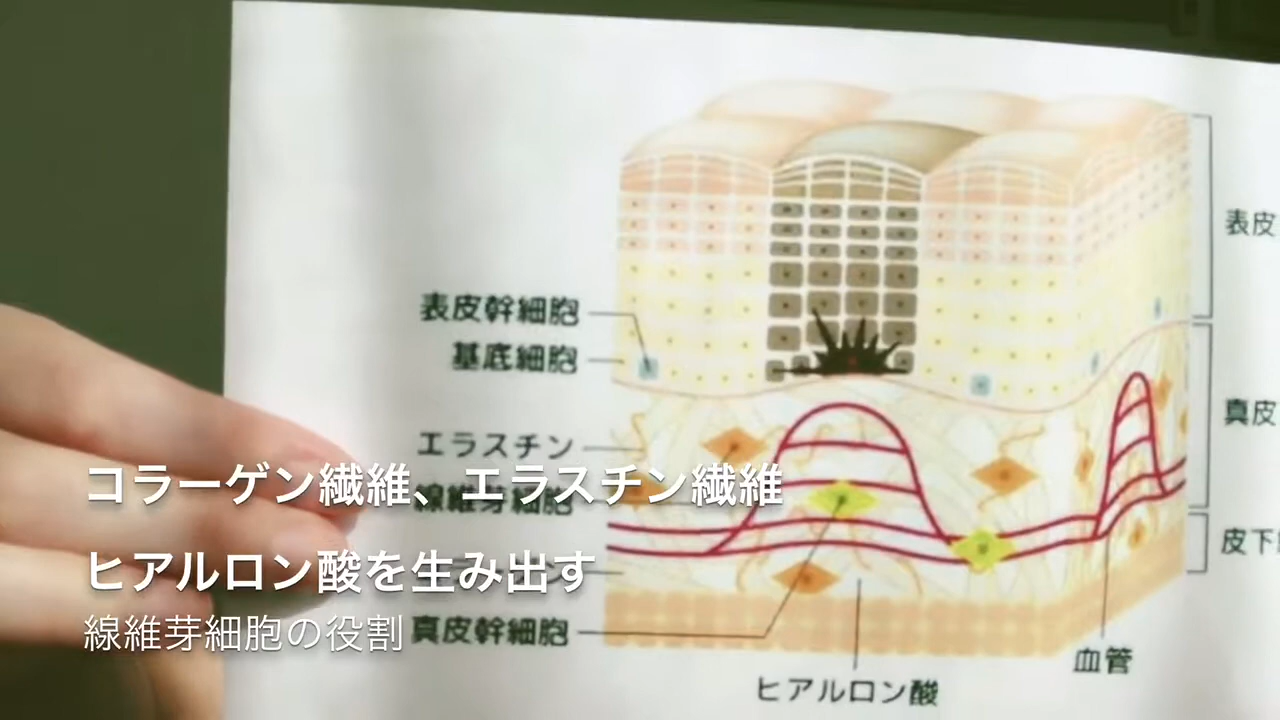 表皮
表皮幹細胞
基底細胞
真皮
エラスチン
コラーゲン繊維、エラスチン繊維
線維芽細胞
皮下
ヒアルロン酸を生み出す
線維芽細胞の役割
真皮幹細胞
血管
ヒアルロン酸